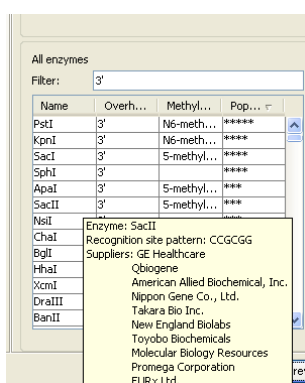 All enzymes
Filter: 3'
Name Overh... Methyl... Pop...
PstI 3' N6-meth... *****
KpnI 3' N6-meth... ****
SacI 3' 5-methyl... ****
SphI 3' ****
ApaI 3' 5-methyl... ***
SacII 3' 5-methyl... ***
NsiI
ChaI
BglI
HhaI
XcmI
DraIII
BanII
Enzyme: SacII
Recognition site pattern: CCGCGG
Suppliers: GE Healthcare
Qbiogene
American Allied Biochemical, Inc.
Nippon Gene Co., Ltd.
Takara Bio Inc.
New England Biolabs
Toyobo Biochemicals
Molecular Biology Resources
Promega Corporation
EURx Ltd.